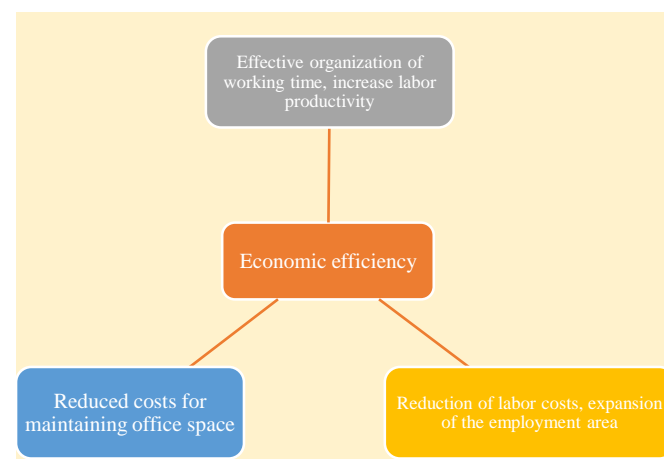 Effective organization of
working time, increase labor
productivity
Economic efficiency
Reduced costs for
maintaining office space
Reduction of labor costs, expansion
of the employment area